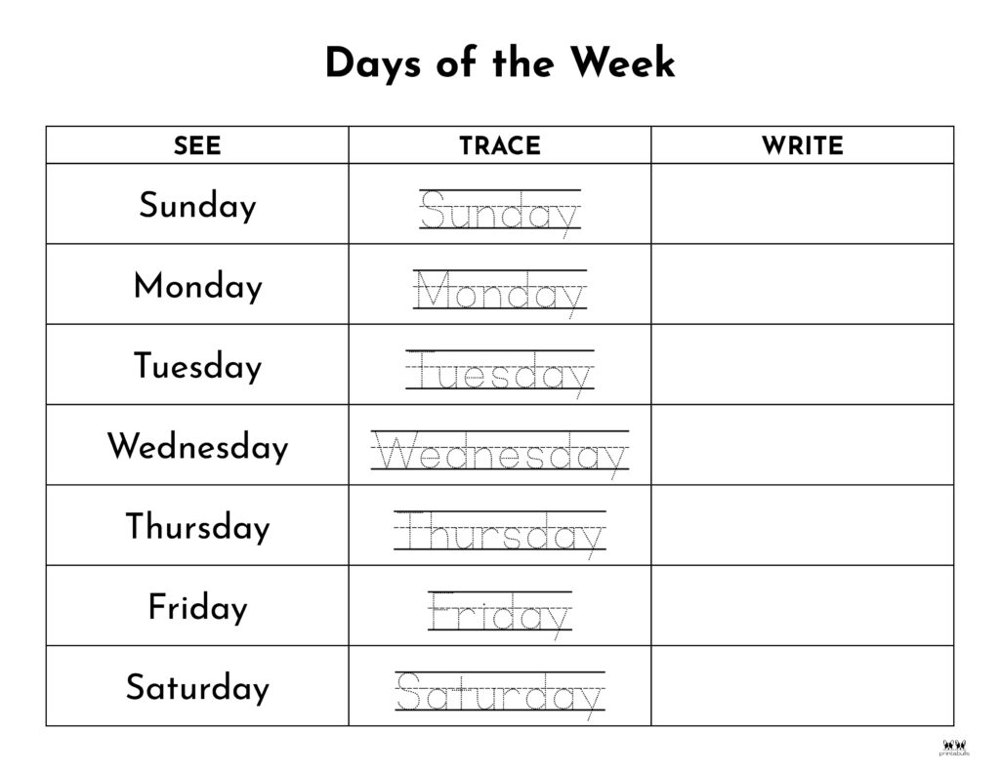 Days of the Week
SEE TRACE WRITE
Sunday Sunday
Monday Monday
Tuesday Tuesday
Wednesday Wednesday
Thursday Thursday
Friday Friday
Saturday Saturday
printabulls